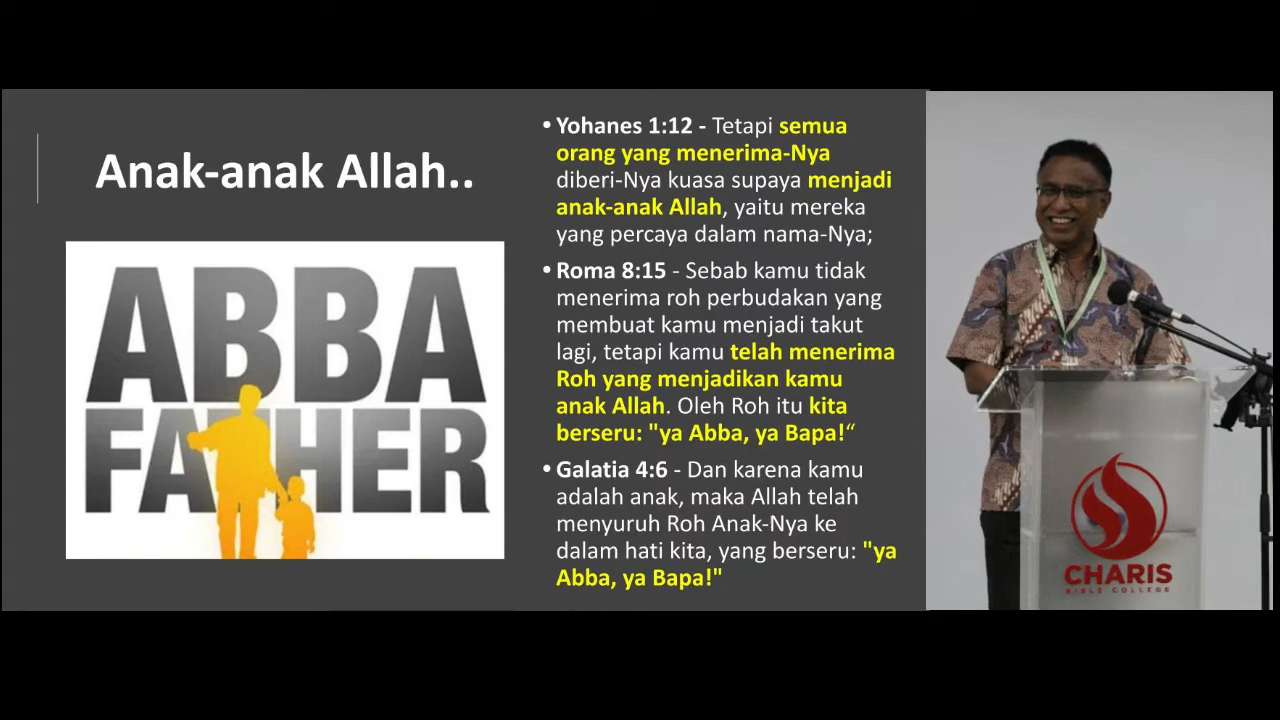 Anak-anak Allah..
ABBA
FATHER
• Yohanes 1:12 - Tetapi semua
orang yang menerima-Nya
diberi-Nya kuasa supaya menjadi
anak-anak Allah, yaitu mereka
yang percaya dalam nama-Nya;
• Roma 8:15 - Sebab kamu tidak
menerima roh perbudakan yang
membuat kamu menjadi takut
lagi, tetapi kamu telah menerima
Roh yang menjadikan kamu
anak Allah. Oleh Roh itu kita
berseru: "ya Abba, ya Bapa!“
• Galatia 4:6 - Dan karena kamu
adalah anak, maka Allah telah
menyuruh Roh Anak-Nya ke
dalam hati kita, yang berseru: "ya
Abba, ya Bapa!"
CHARIS
BIBLE COLLEGE